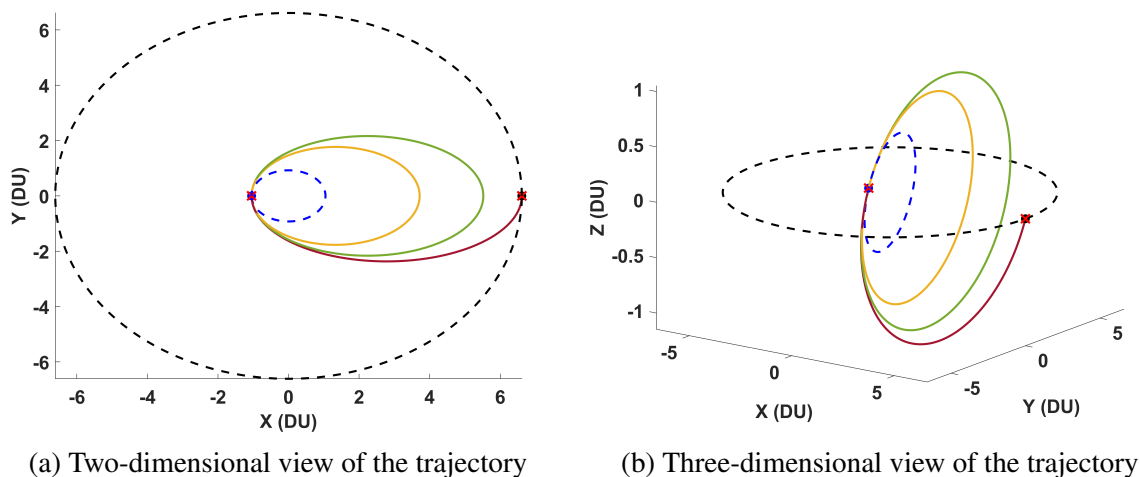 6
4
2
0
-2
-4
-6
Y (DU)
-6 -4 -2 0 2 4 6
X (DU)
1
0.5
0
-0.5
-1
Z (DU)
-5 0 5
X (DU)
-5 0 5
Y (DU)
(a) Two-dimensional view of the trajectory
(b) Three-dimensional view of the trajectory